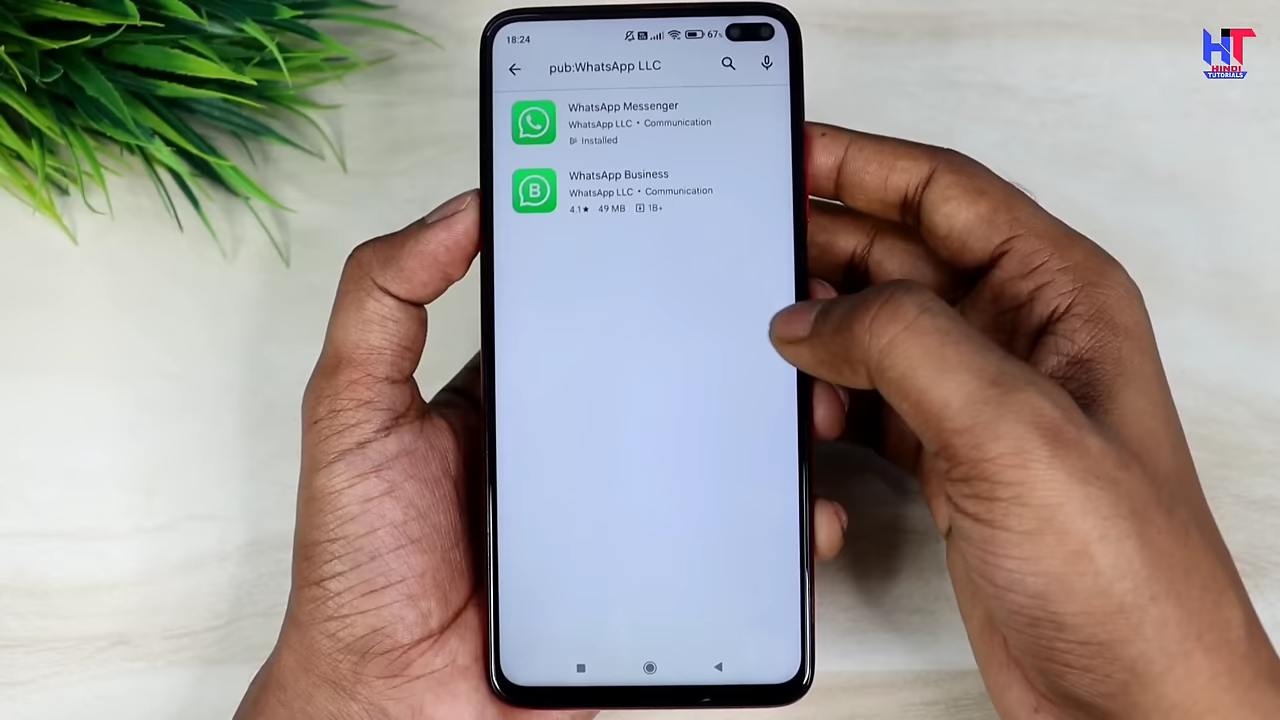 18:24
67%
pub:WhatsApp LLC
WhatsApp Messenger
WhatsApp LLC • Communication
Installed
WhatsApp Business
WhatsApp LLC • Communication
4.1★ 49 MB 1B+
B
HT
HINDI
TUTORIALS